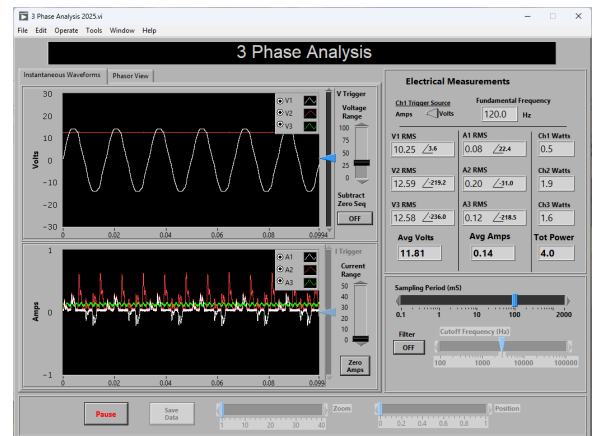 3 Phase Analysis 2025.vi
File Edit Operate Tools Window Help
3 Phase Analysis
Instantaneous Waveforms Phasor View
30
20
10
0
-10
-20
-30
Volts
0 0.02 0.04 0.06 0.08 0.0994
V1
V2
V3
V Trigger
Voltage
Range
100
75
50
25
0
Subtract
Zero Seq
OFF
1
0
-1
Amps
0 0.02 0.04 0.06 0.08 0.0994
A1
A2
A3
I Trigger
Current
Range
50
40
30
20
10
0
Zero
Amps
Electrical Measurements
Ch1 Trigger Source
Amps Volts
Fundamental Frequency
120.0 Hz
V1 RMS A1 RMS Ch1 Watts
10.25 3.6 0.08 22.4 0.5
V2 RMS A2 RMS Ch2 Watts
12.59 -219.2 0.20 -31.0 1.9
V3 RMS A3 RMS Ch3 Watts
12.58 -236.0 0.12 -218.5 1.6
Avg Volts Avg Amps Tot Power
11.81 0.14 4.0
Sampling Period (mS)
0.1 1 10 100 2000
Filter
OFF
Cutoff Frequency (Hz)
100 1000 10000 100000
Pause
Save
Data
Zoom
1 10 20 30 40
Position
0 0.2 0.4 0.6 0.8 1